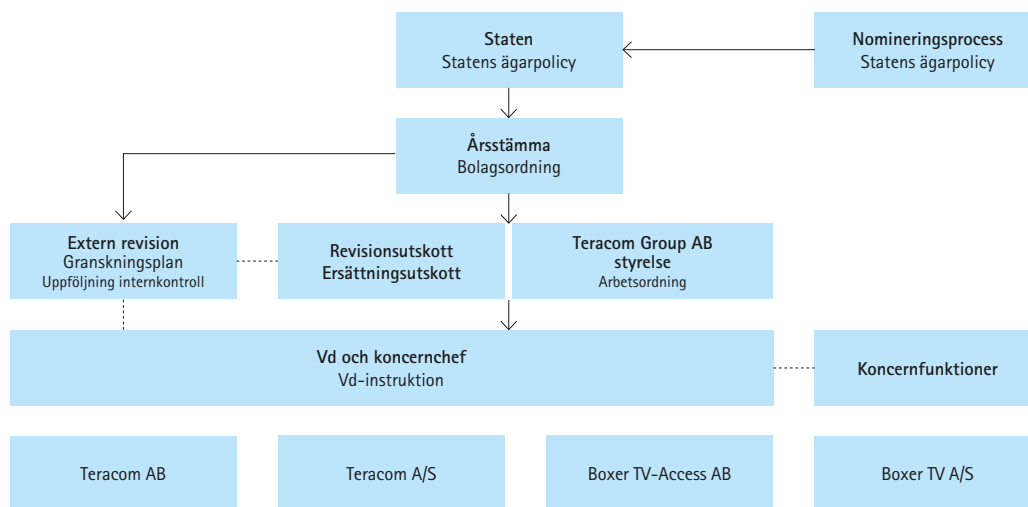 Staten
Statens ägarpolicy
Nomineringsprocess
Statens ägarpolicy
Årsstämma
Bolagsordning
Extern revision
Granskningsplan
Uppföljning internkontroll
Revisionsutskott
Ersättningsutskott
Teracom Group AB
styrelse
Arbetsordning
Vd och koncernchef
Vd-instruktion
Koncernfunktioner
Teracom AB
Teracom A/S
Boxer TV-Access AB
Boxer TV A/S